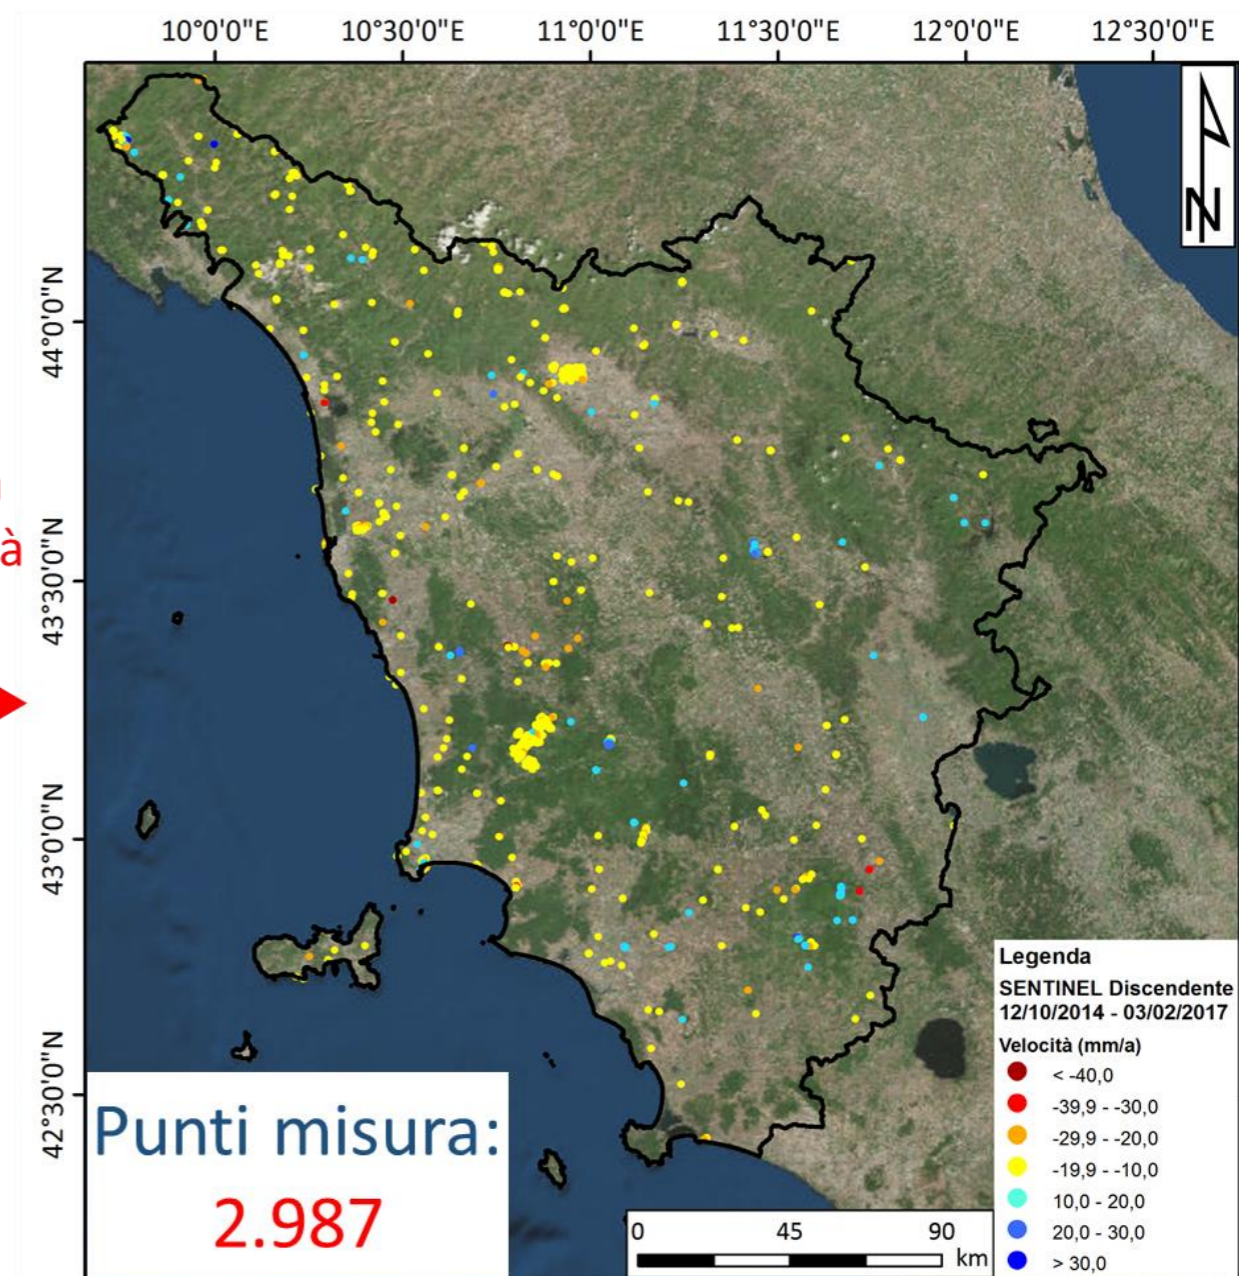 10°0'0"E 10°30'0"E 11°0'0"E 11°30'0"E 12°0'0"E 12°30'0"E
N
44°0'0"N
à
43°30'0"N
43°0'0"N
42°30'0"N
Punti misura:
2.987
Legenda
SENTINEL Discendente
12/10/2014 - 03/02/2017
Velocità (mm/a)
< -40,0
-39,9 - -30,0
-29,9 - -20,0
-19,9 - -10,0
10,0 - 20,0
20,0 - 30,0
> 30,0
0 45 90
km